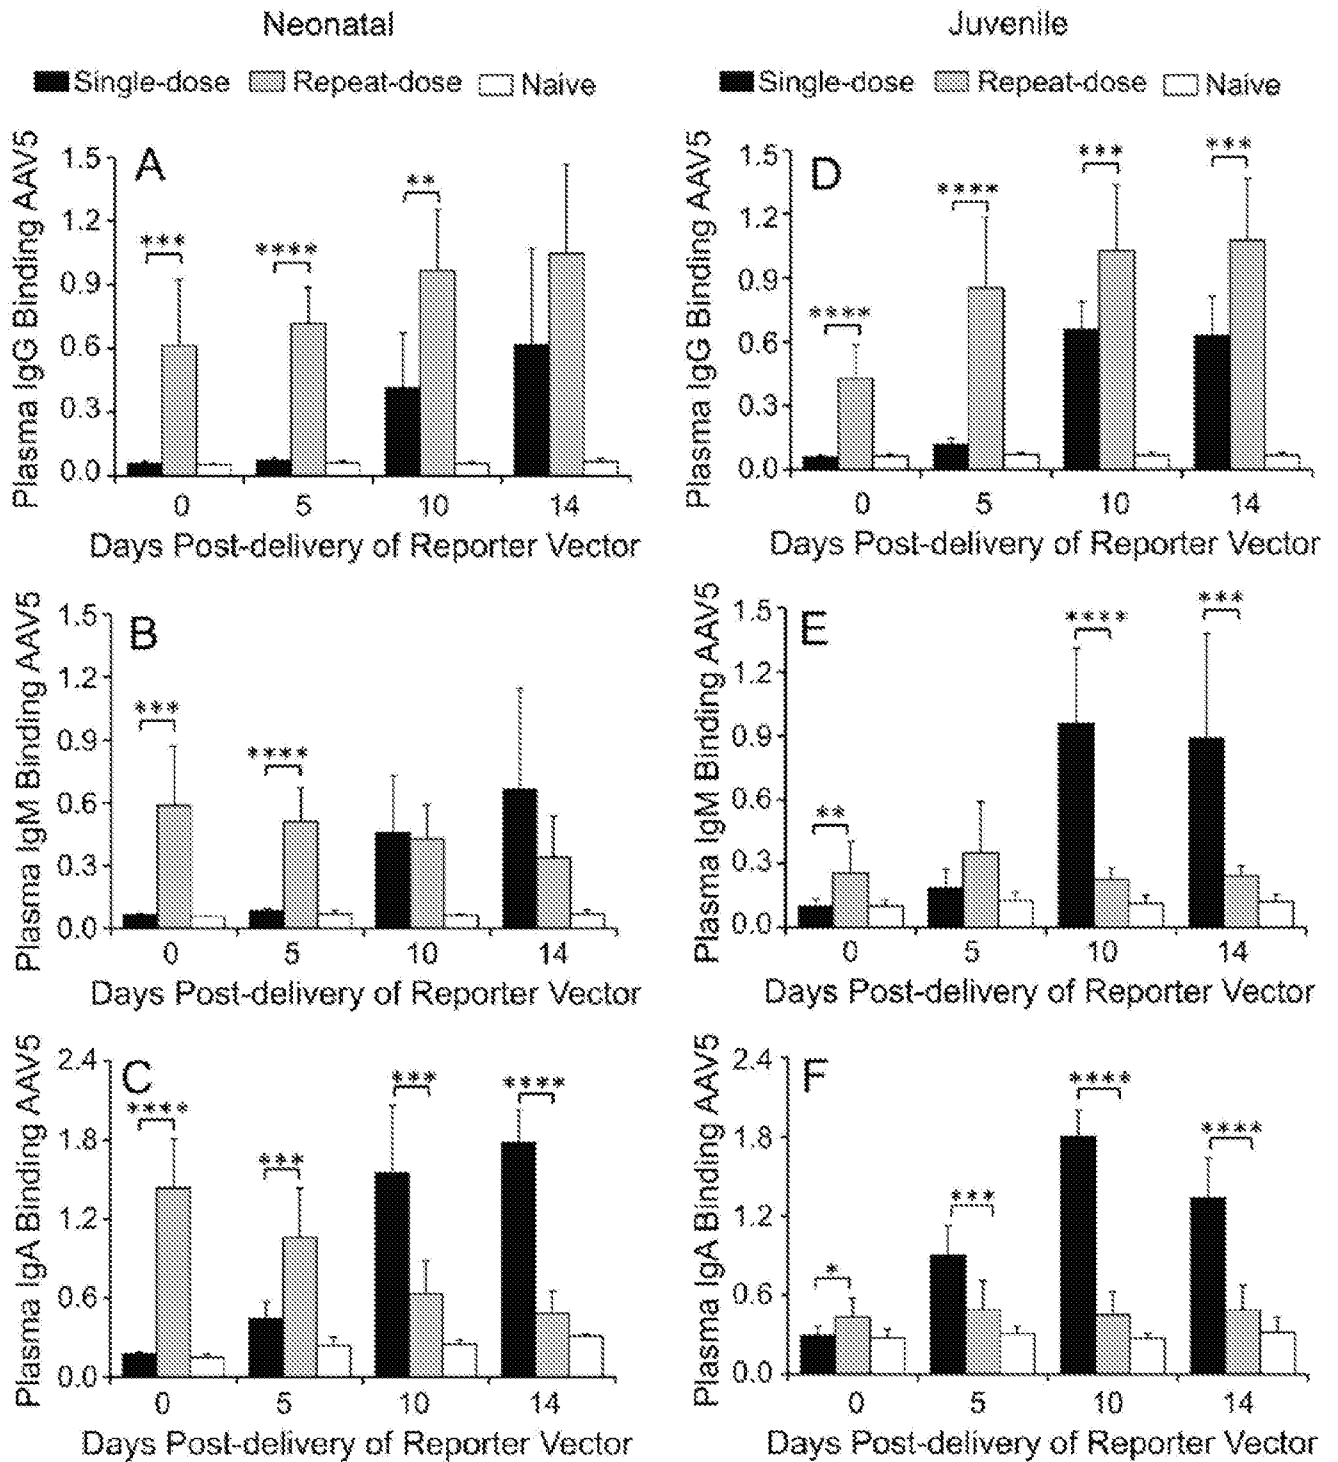 Neonatal
Single-dose Repeat-dose Naive
A
Plasma IgG Binding AAV5
1.5
1.2
0.9
0.6
0.3
0.0
***
****
**
0 5 10 14
Days Post-delivery of Reporter Vector
B
Plasma IgM Binding AAV5
1.5
1.2
0.9
0.6
0.3
0.0
***
****
0 5 10 14
Days Post-delivery of Reporter Vector
C
Plasma IgA Binding AAV5
2.4
1.8
1.2
0.6
0.0
****
***
***
****
0 5 10 14
Days Post-delivery of Reporter Vector
Juvenile
Single-dose Repeat-dose Naive
D
Plasma IgG Binding AAV5
1.5
1.2
0.9
0.6
0.3
0.0
****
****
***
***
0 5 10 14
Days Post-delivery of Reporter Vector
E
Plasma IgM Binding AAV5
1.5
1.2
0.9
0.6
0.3
0.0
**
****
***
0 5 10 14
Days Post-delivery of Reporter Vector
F
Plasma IgA Binding AAV5
2.4
1.8
1.2
0.6
0.0
*
***
****
****
0 5 10 14
Days Post-delivery of Reporter Vector